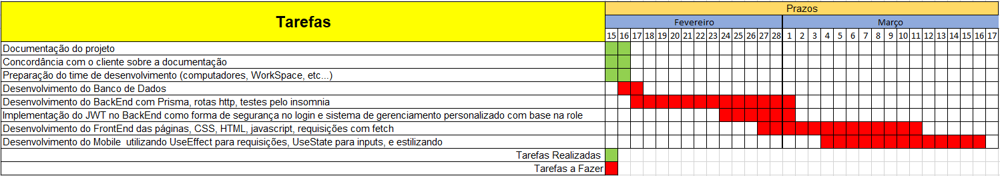 Tarefas
Prazos
Fevereiro Março
15 16 17 18 19 20 21 22 23 24 25 26 27 28 1 2 3 4 5 6 7 8 9 10 11 12 13 14 15 16 17
Documentação do projeto
Concordância com o cliente sobre a documentação
Preparação do time de desenvolvimento (computadores, WorkSpace, etc...)
Desenvolvimento do Banco de Dados
Desenvolvimento do BackEnd com Prisma, rotas http, testes pelo insomnia
Implementação do JWT no BackEnd como forma de segurança no login e sistema de gerenciamento personalizado com base na role
Desenvolvimento do FrontEnd das páginas, CSS, HTML, javascript, requisições com fetch
Desenvolvimento do Mobile  utilizando UseEffect para requisições, UseState para inputs, e estilizando
Tarefas Realizadas
Tarefas a Fazer